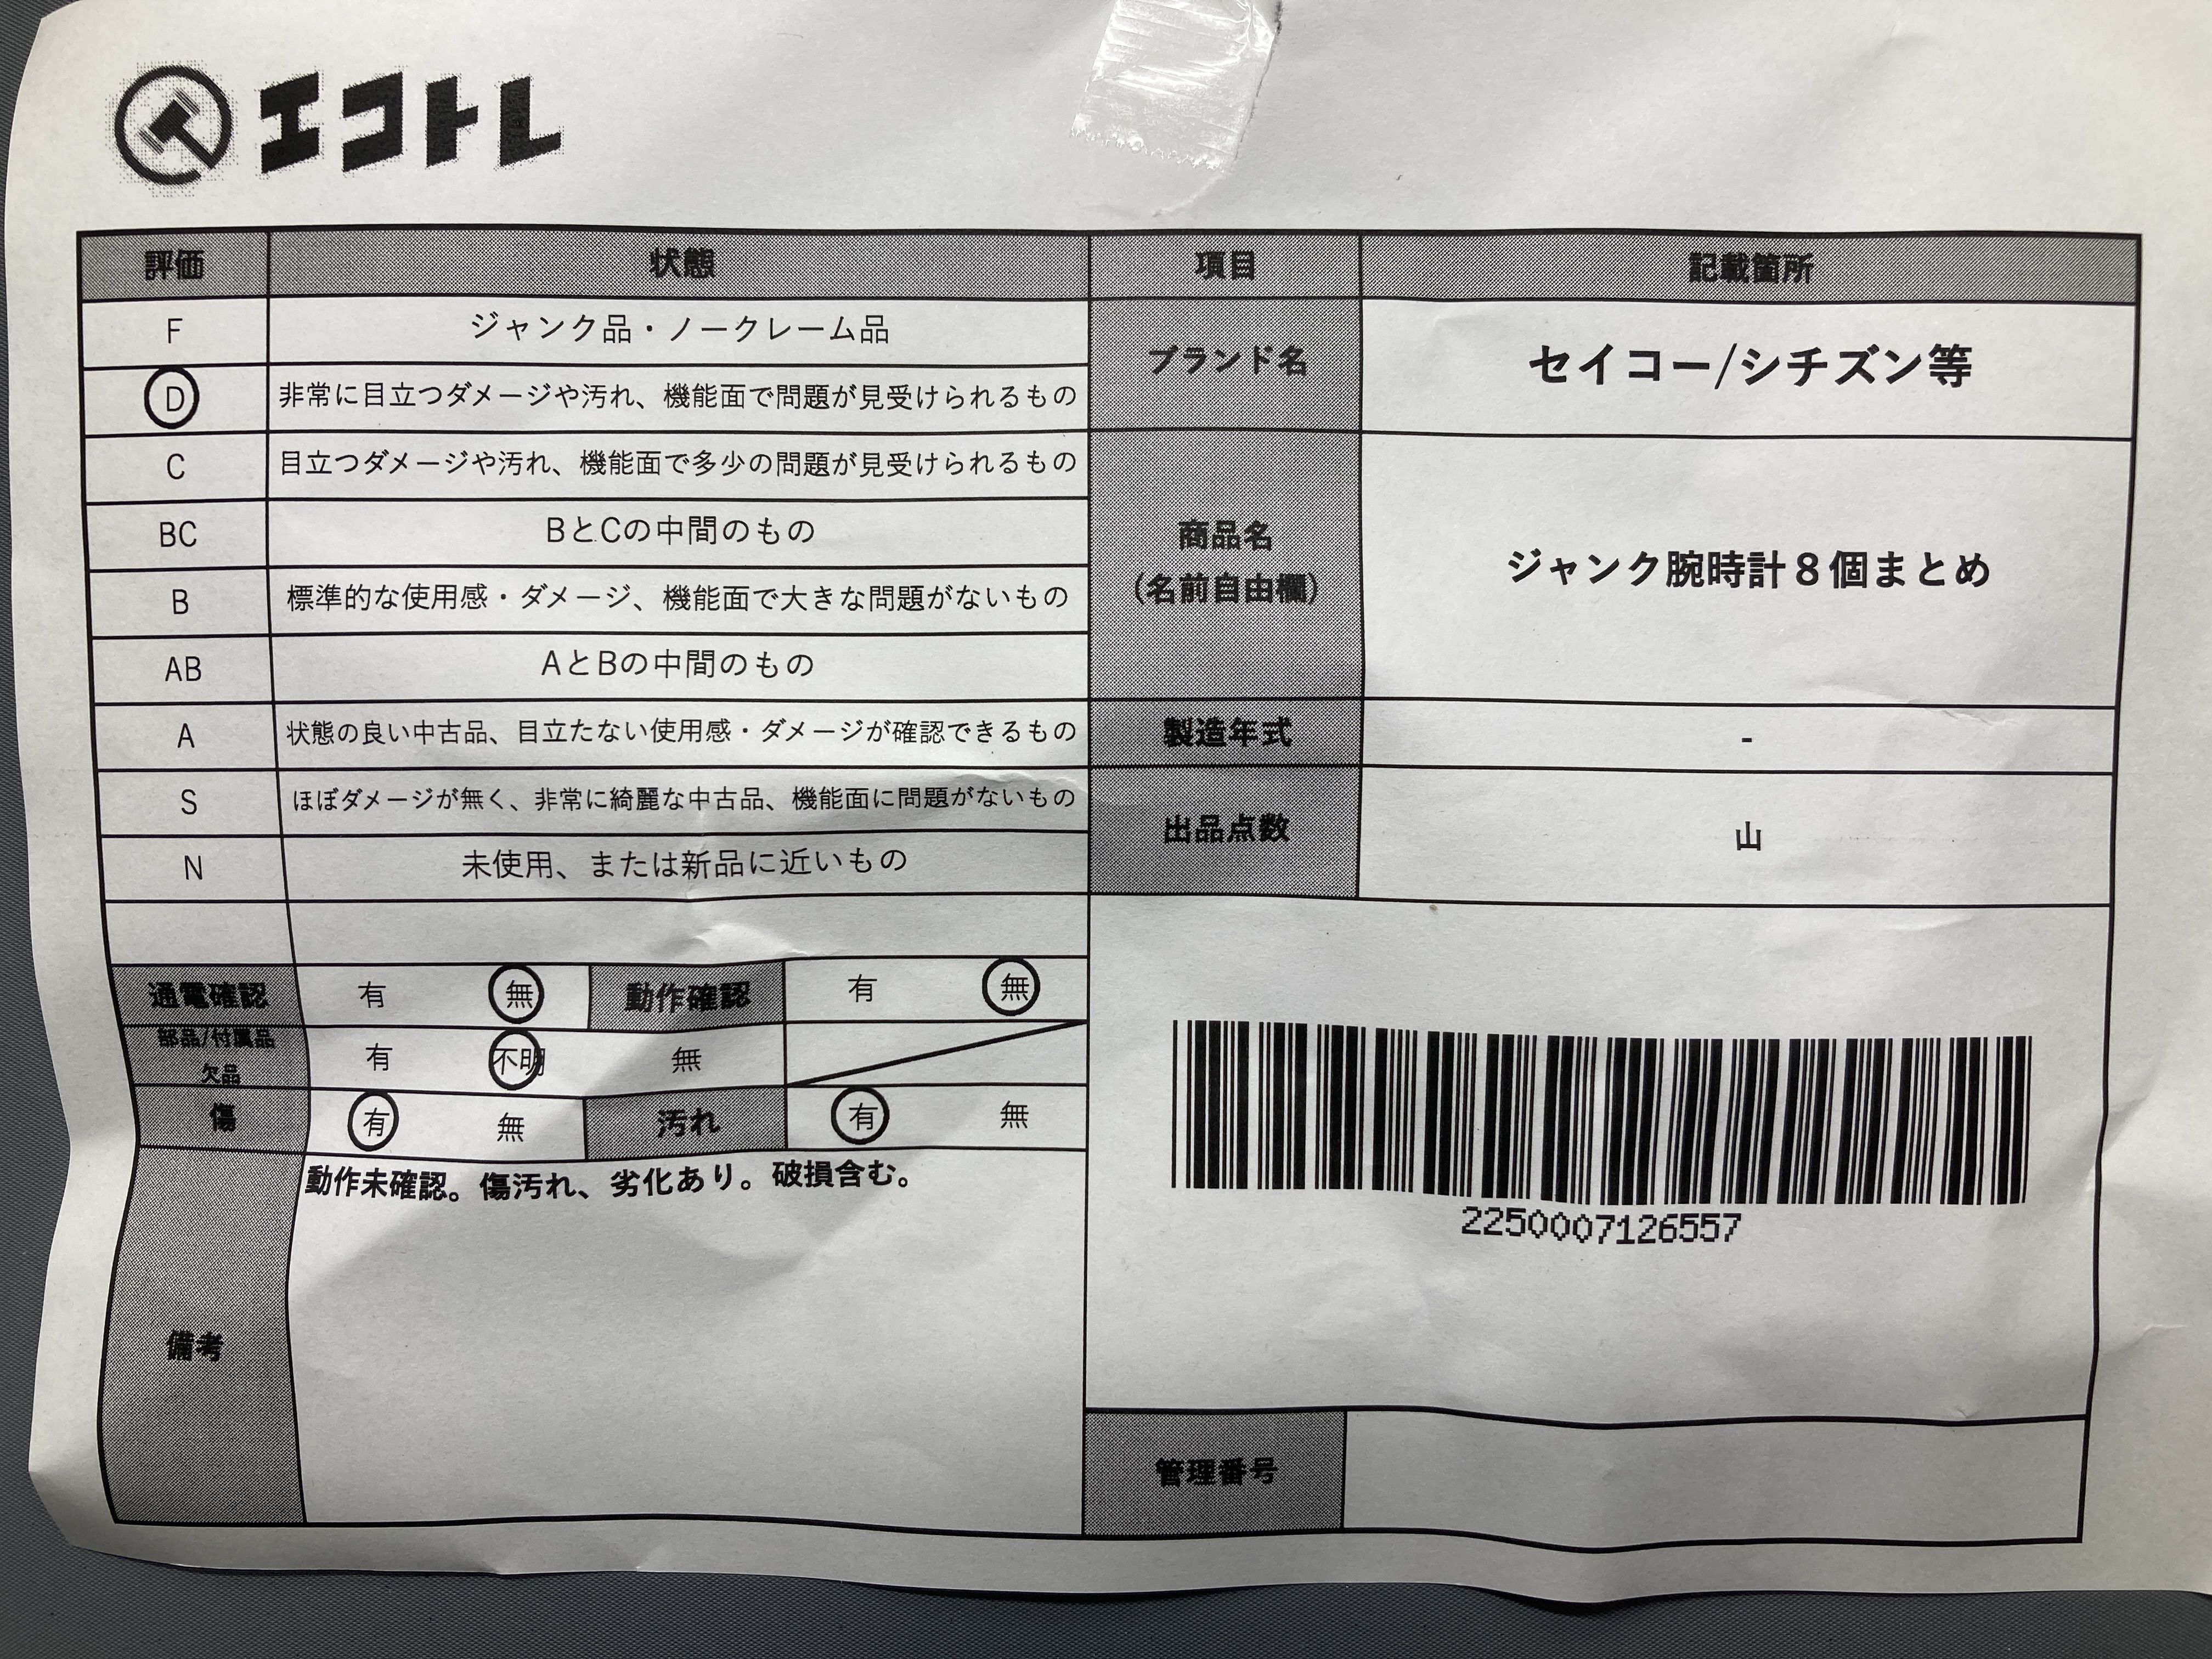 エコトレ
評価 状態 項目 記載箇所
F ジャンク品・ノークレーム品
D 非常に目立つダメージや汚れ、機能面で問題が見受けられるもの
ブランド名 セイコー/シチズン等
C 目立つダメージや汚れ、機能面で多少の問題が見受けられるもの
BC BとCの中間のもの
B 標準的な使用感・ダメージ、機能面で大きな問題がないもの
AB AとBの中間のもの
商品名
(名前自由欄)
ジャンク腕時計８個まとめ
A 状態の良い中古品、目立たない使用感・ダメージが確認できるもの
製造年式 -
S ほぼダメージが無く、非常に綺麗な中古品、機能面に問題がないもの
N 未使用、または新品に近いもの
出品点数 山
通電確認 有 無 動作確認 有 無
部品/付属品
欠品
有 不明 無
傷 有 無 汚れ 有 無
備考
動作未確認。傷汚れ、劣化あり。破損含む。
2250007126557
管理番号